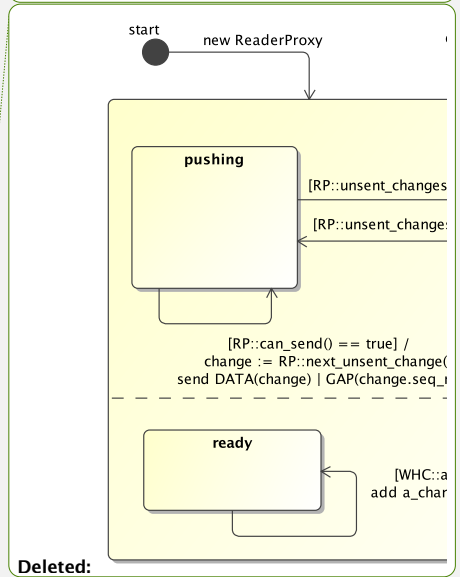 start
new ReaderProxy
pushing
[RP::unsent_changes
[RP::unsent_changes
[RP::can_send() == true] /
change := RP::next_unsent_change(
send DATA(change) | GAP(change.seq_
ready
[WHC::a
add a_char
Deleted: